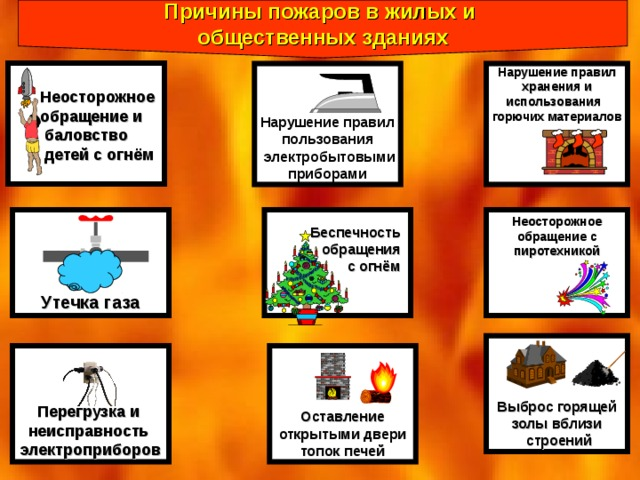 Причины пожаров в жилых и
общественных зданиях
Неосторожное
обращение и
баловство
детей с огнём
Нарушение правил
пользования
электробытовыми
приборами
Нарушение правил
хранения и
использования
горючих материалов
Утечка газа
Беспечность
обращения
с огнём
Неосторожное
обращение с
пиротехникой
Перегрузка и
неисправность
электроприборов
Оставление
открытыми двери
топок печей
Выброс горящей
золы вблизи
строений